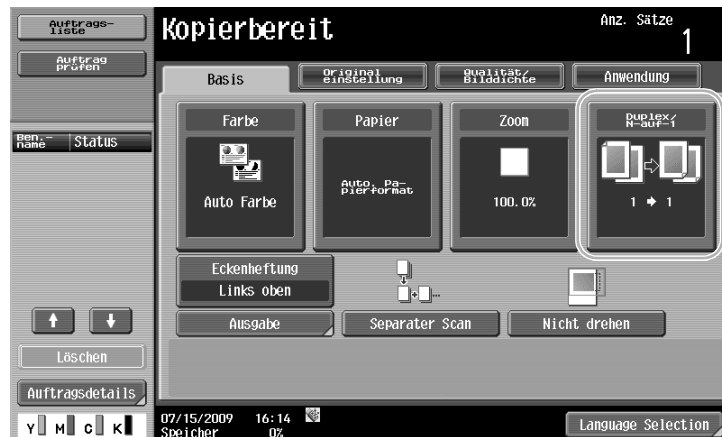 Auftrags-
liste
Auftrag
prüfen
Ben.-
name
Status
Löschen
Auftragsdetails
Y M C K
Kopierbereit
Anz. Sätze
1
Basis
Original
einstellung
Qualität/
Bilddichte
Anwendung
Farbe
Auto Farbe
Papier
Auto. Pa-
pierformat
Zoom
100.0%
Duplex/
N-auf-1
1 ➔ 1
Eckenheftung
Links oben
Ausgabe
Separater Scan
Nicht drehen
07/15/2009 16:14
Speicher 0%
Language Selection